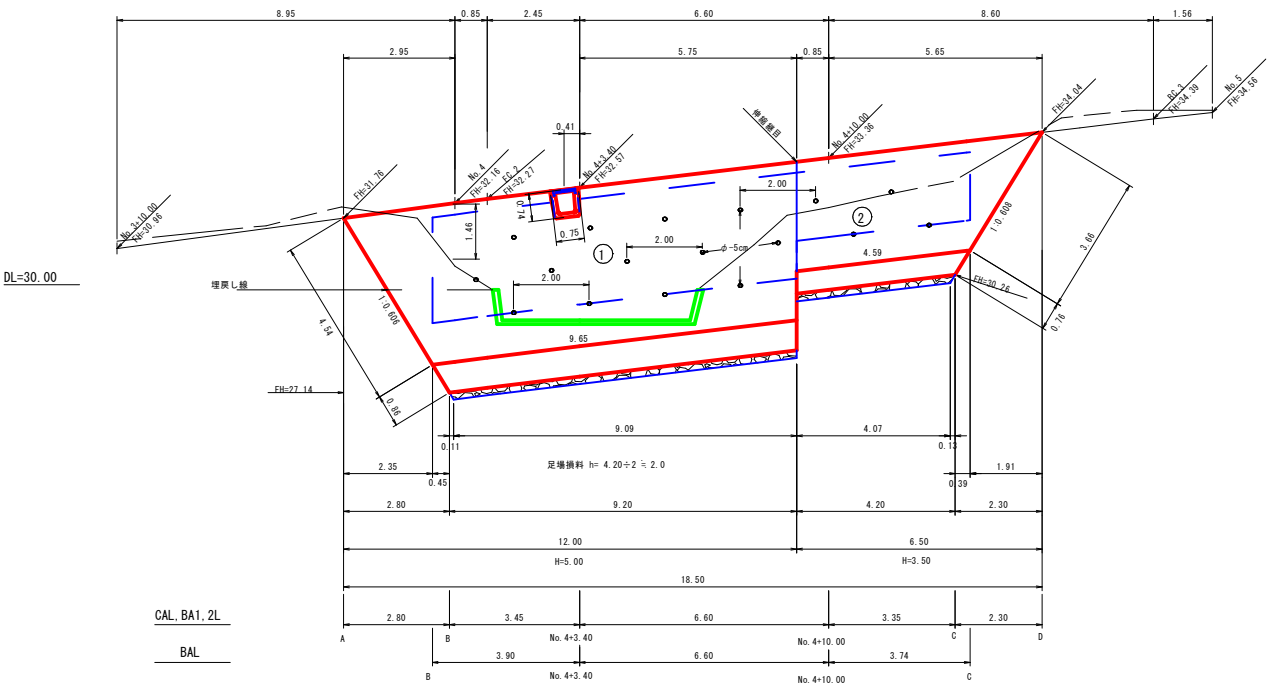 8.95
0.85
2.45
6.60
8.60
1.56
2.95
5.75
0.85
5.65
No.3+10.00
FH=30.96
FH=31.76
No.4
FH=32.16
EC.2
FH=32.27
0.41
No.4+3.40
FH=32.57
伸縮継目
No.4+10.00
FH=33.36
FH=34.04
BC.3
FH=34.39
No.5
FH=34.56
0.74
0.75
1.46
①
2.00
2.00
2.00
φ-5cm
②
4.59
1:0.608
3.66
0.76
FH=30.26
DL=30.00
埋戻し線
1:0.606
4.54
0.86
9.65
FH=27.14
9.09
4.07
0.11
0.13
足場損料 h= 4.20÷2 ≒ 2.0
2.35
0.45
0.39
1.91
2.80
9.20
4.20
2.30
12.00
6.50
H=5.00
H=3.50
18.50
CAL, BA1, 2L
2.80
3.45
6.60
3.35
2.30
A
B
No.4+3.40
No.4+10.00
C
D
BAL
3.90
6.60
3.74
B
No.4+3.40
No.4+10.00
C